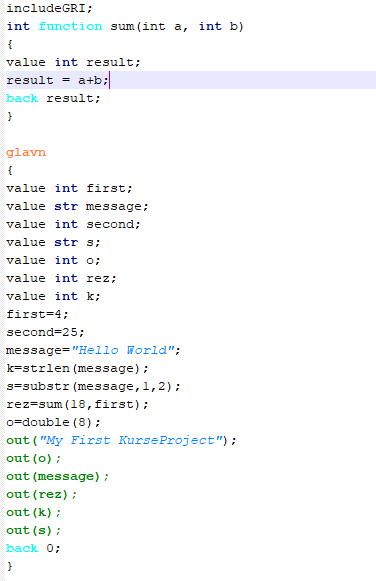 includeGRI;
int function sum(int a, int b)
{
value int result;
result = a+b;
back result;
}
glavn
{
value int first;
value str message;
value int second;
value str s;
value int o;
value int rez;
value int k;
first=4;
second=25;
message="Hello World";
k=strlen(message);
s=substr(message,1,2);
rez=sum(18,first);
o=double(8);
out("My First KurseProject");
out(o);
out(message);
out(rez);
out(k);
out(s);
back 0;
}